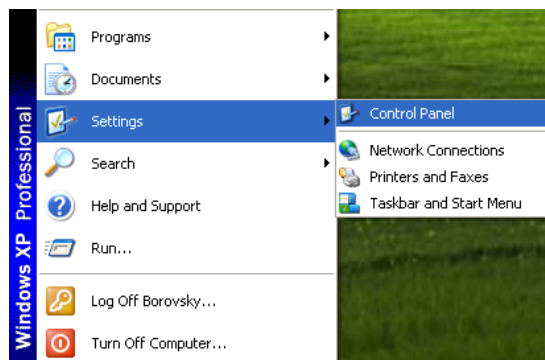 Windows XP Professional
Programs
Documents
Settings
Search
Help and Support
Run...
Log Off Borovsky...
Turn Off Computer...
Control Panel
Network Connections
Printers and Faxes
Taskbar and Start Menu